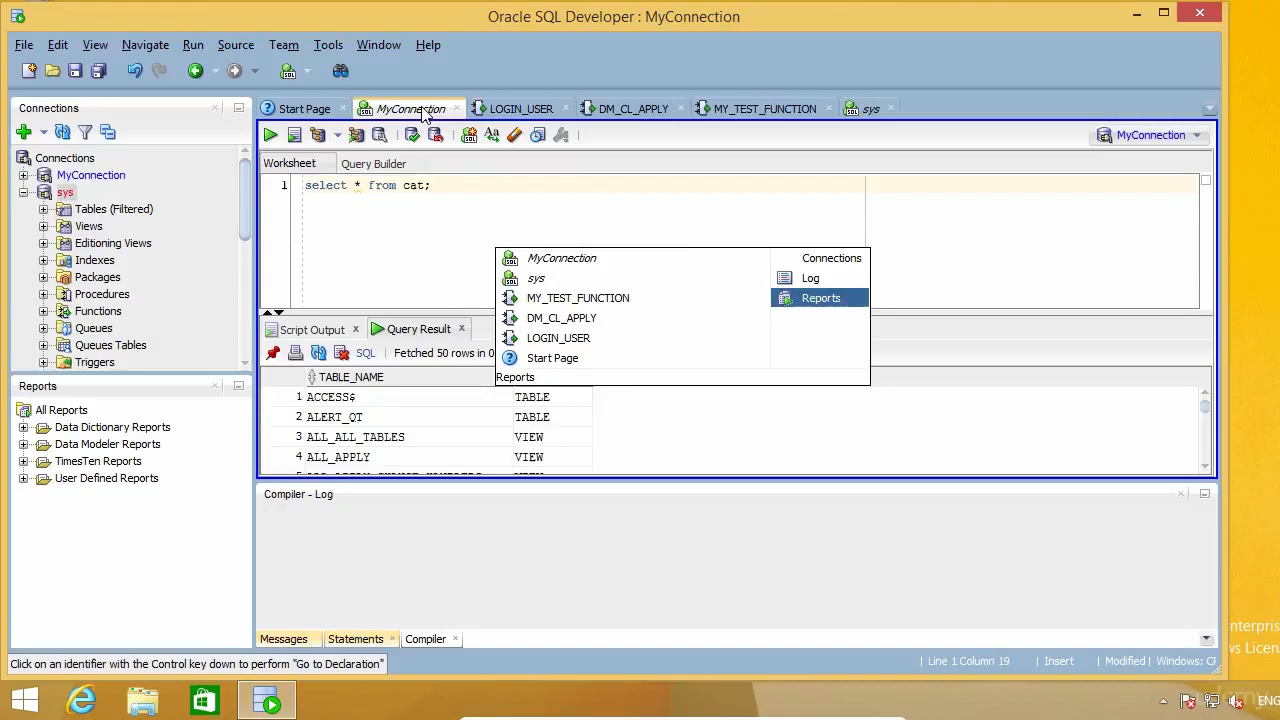 Oracle SQL Developer : MyConnection
File Edit View Navigate Run Source Team Tools Window Help
Connections
Start Page MyConnection LOGIN_USER DM_CL_APPLY MY_TEST_FUNCTION sys
MyConnection
Connections
MyConnection
sys
Tables (Filtered)
Views
Editioning Views
Indexes
Packages
Procedures
Functions
Queues
Queues Tables
Triggers
Worksheet Query Builder
1 select * from cat;
MyConnection
sys
MY_TEST_FUNCTION
DM_CL_APPLY
LOGIN_USER
Start Page
Connections
Log
Reports
Reports
Script Output Query Result
SQL Fetched 50 rows in 0
TABLE_NAME
1 ACCESS$ TABLE
2 ALERT_QT TABLE
3 ALL_ALL_TABLES VIEW
4 ALL_APPLY VIEW
Reports
All Reports
Data Dictionary Reports
Data Modeler Reports
TimesTen Reports
User Defined Reports
Compiler - Log
Messages Statements Compiler
Click on an identifier with the Control key down to perform "Go to Declaration"
Line 1 Column 19 Insert Modified Windows: CF
nterpris
vs Licen
ENG